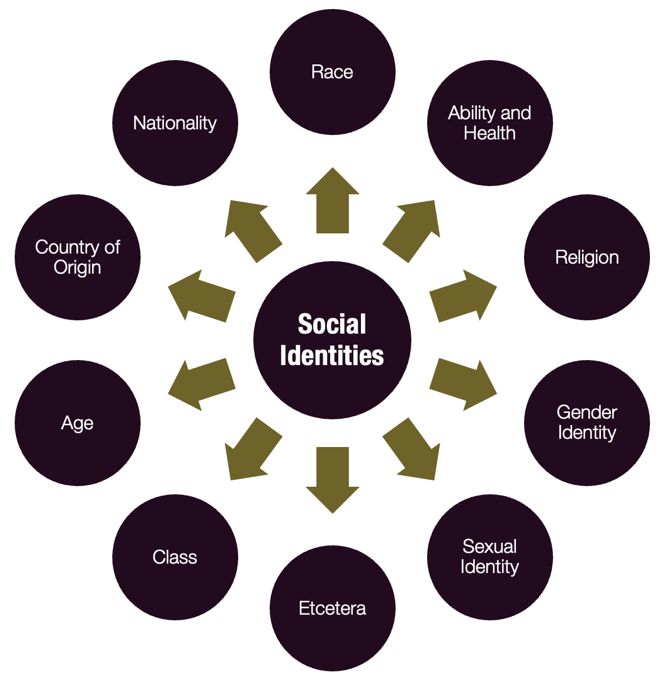 Race
Ability and
Health
Religion
Gender
Identity
Sexual
Identity
Etcetera
Class
Age
Country of
Origin
Nationality
Social
Identities